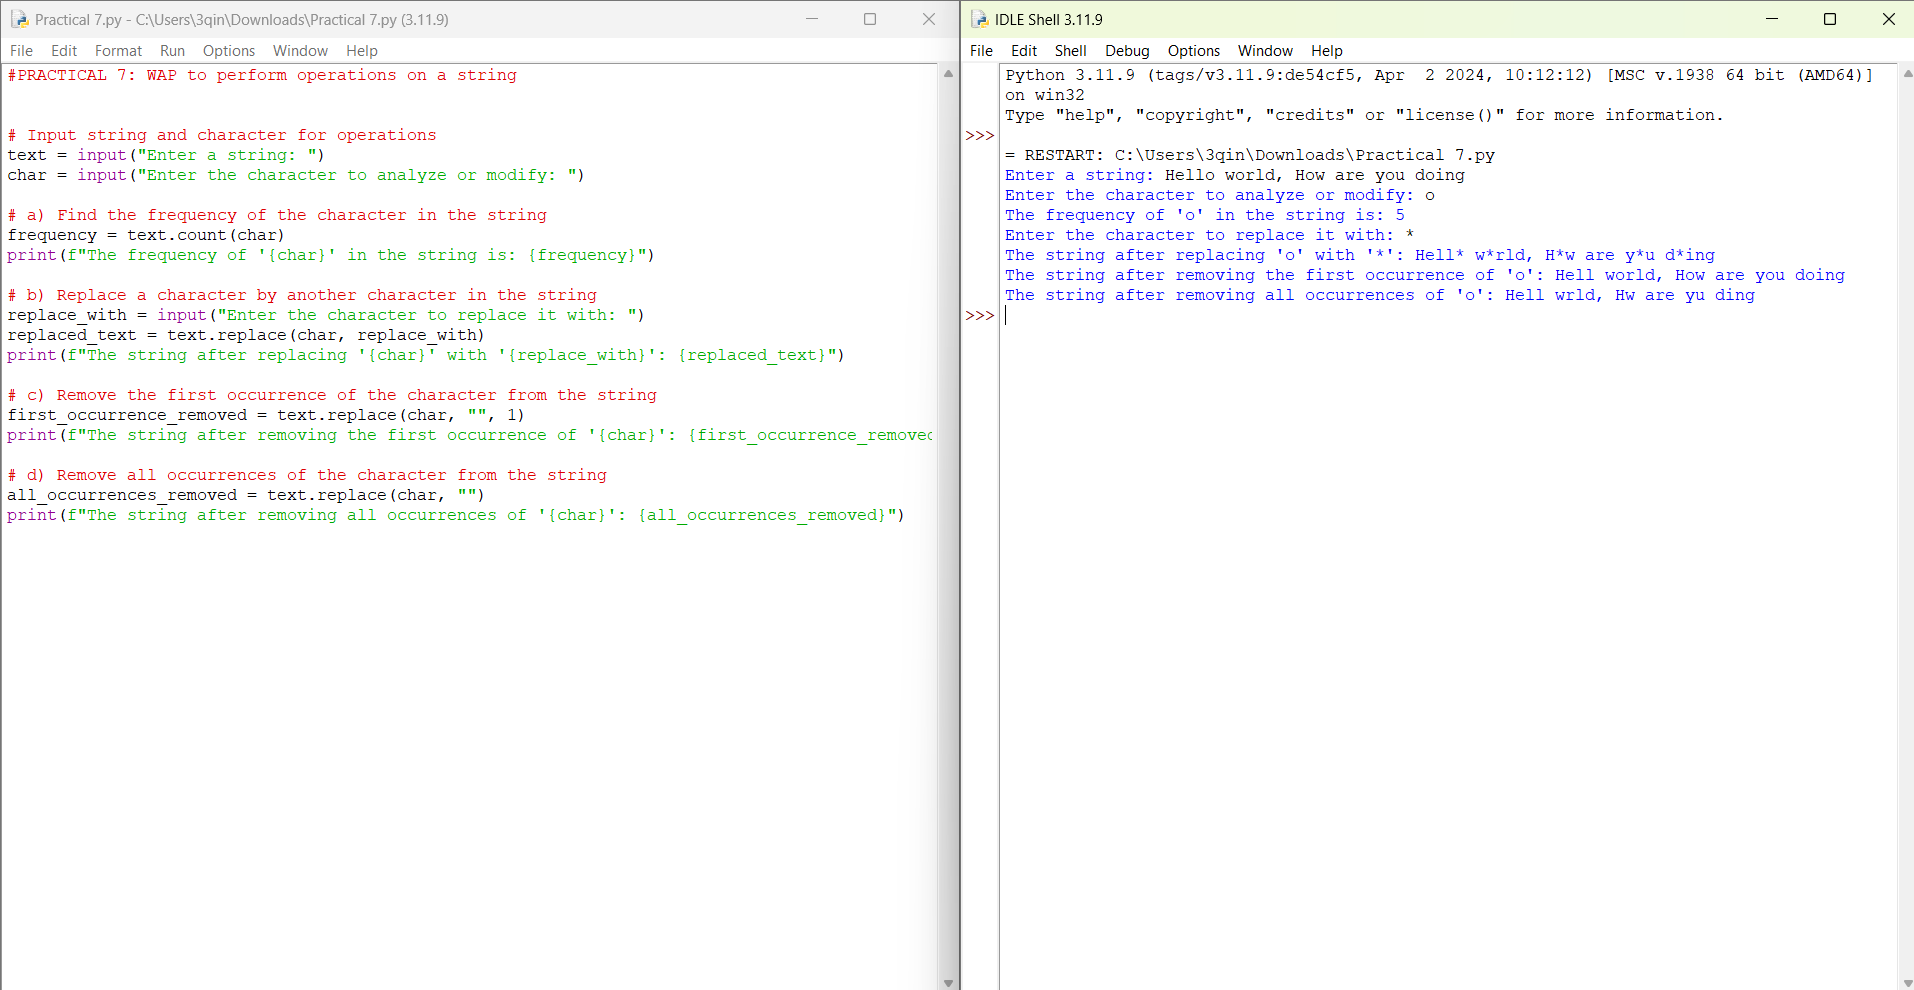 Practical 7.py - C:\Users\3qin\Downloads\Practical 7.py (3.11.9)
File Edit Format Run Options Window Help
#PRACTICAL 7: WAP to perform operations on a string
# Input string and character for operations
text = input("Enter a string: ")
char = input("Enter the character to analyze or modify: ")
# a) Find the frequency of the character in the string
frequency = text.count(char)
print(f"The frequency of '{char}' in the string is: {frequency}")
# b) Replace a character by another character in the string
replace_with = input("Enter the character to replace it with: ")
replaced_text = text.replace(char, replace_with)
print(f"The string after replacing '{char}' with '{replace_with}': {replaced_text}")
# c) Remove the first occurrence of the character from the string
first_occurrence_removed = text.replace(char, "", 1)
print(f"The string after removing the first occurrence of '{char}': {first_occurrence_removed
# d) Remove all occurrences of the character from the string
all_occurrences_removed = text.replace(char, "")
print(f"The string after removing all occurrences of '{char}': {all_occurrences_removed}")
IDLE Shell 3.11.9
File Edit Shell Debug Options Window Help
Python 3.11.9 (tags/v3.11.9:de54cf5, Apr  2 2024, 10:12:12) [MSC v.1938 64 bit (AMD64)]
on win32
Type "help", "copyright", "credits" or "license()" for more information.
>>>
= RESTART: C:\Users\3qin\Downloads\Practical 7.py
Enter a string: Hello world, How are you doing
Enter the character to analyze or modify: o
The frequency of 'o' in the string is: 5
Enter the character to replace it with: *
The string after replacing 'o' with '*': Hell* w*rld, H*w are y*u d*ing
The string after removing the first occurrence of 'o': Hell world, How are you doing
The string after removing all occurrences of 'o': Hell wrld, Hw are yu ding
>>>